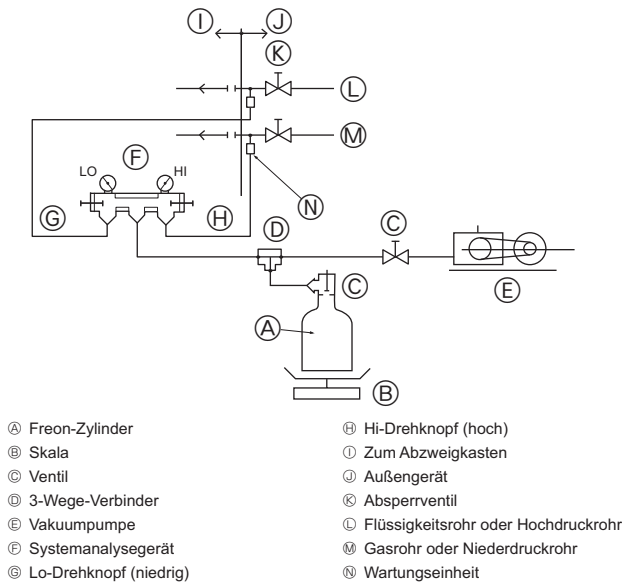 I
J
K
L
M
F
LO
HI
G
H
N
D
C
E
C
A
B
A Freon-Zylinder
B Skala
C Ventil
D 3-Wege-Verbinder
E Vakuumpumpe
F Systemanalysegerät
G Lo-Drehknopf (niedrig)
H Hi-Drehknopf (hoch)
I Zum Abzweigkasten
J Außengerät
K Absperrventil
L Flüssigkeitsrohr oder Hochdruckrohr
M Gasrohr oder Niederdruckrohr
N Wartungseinheit